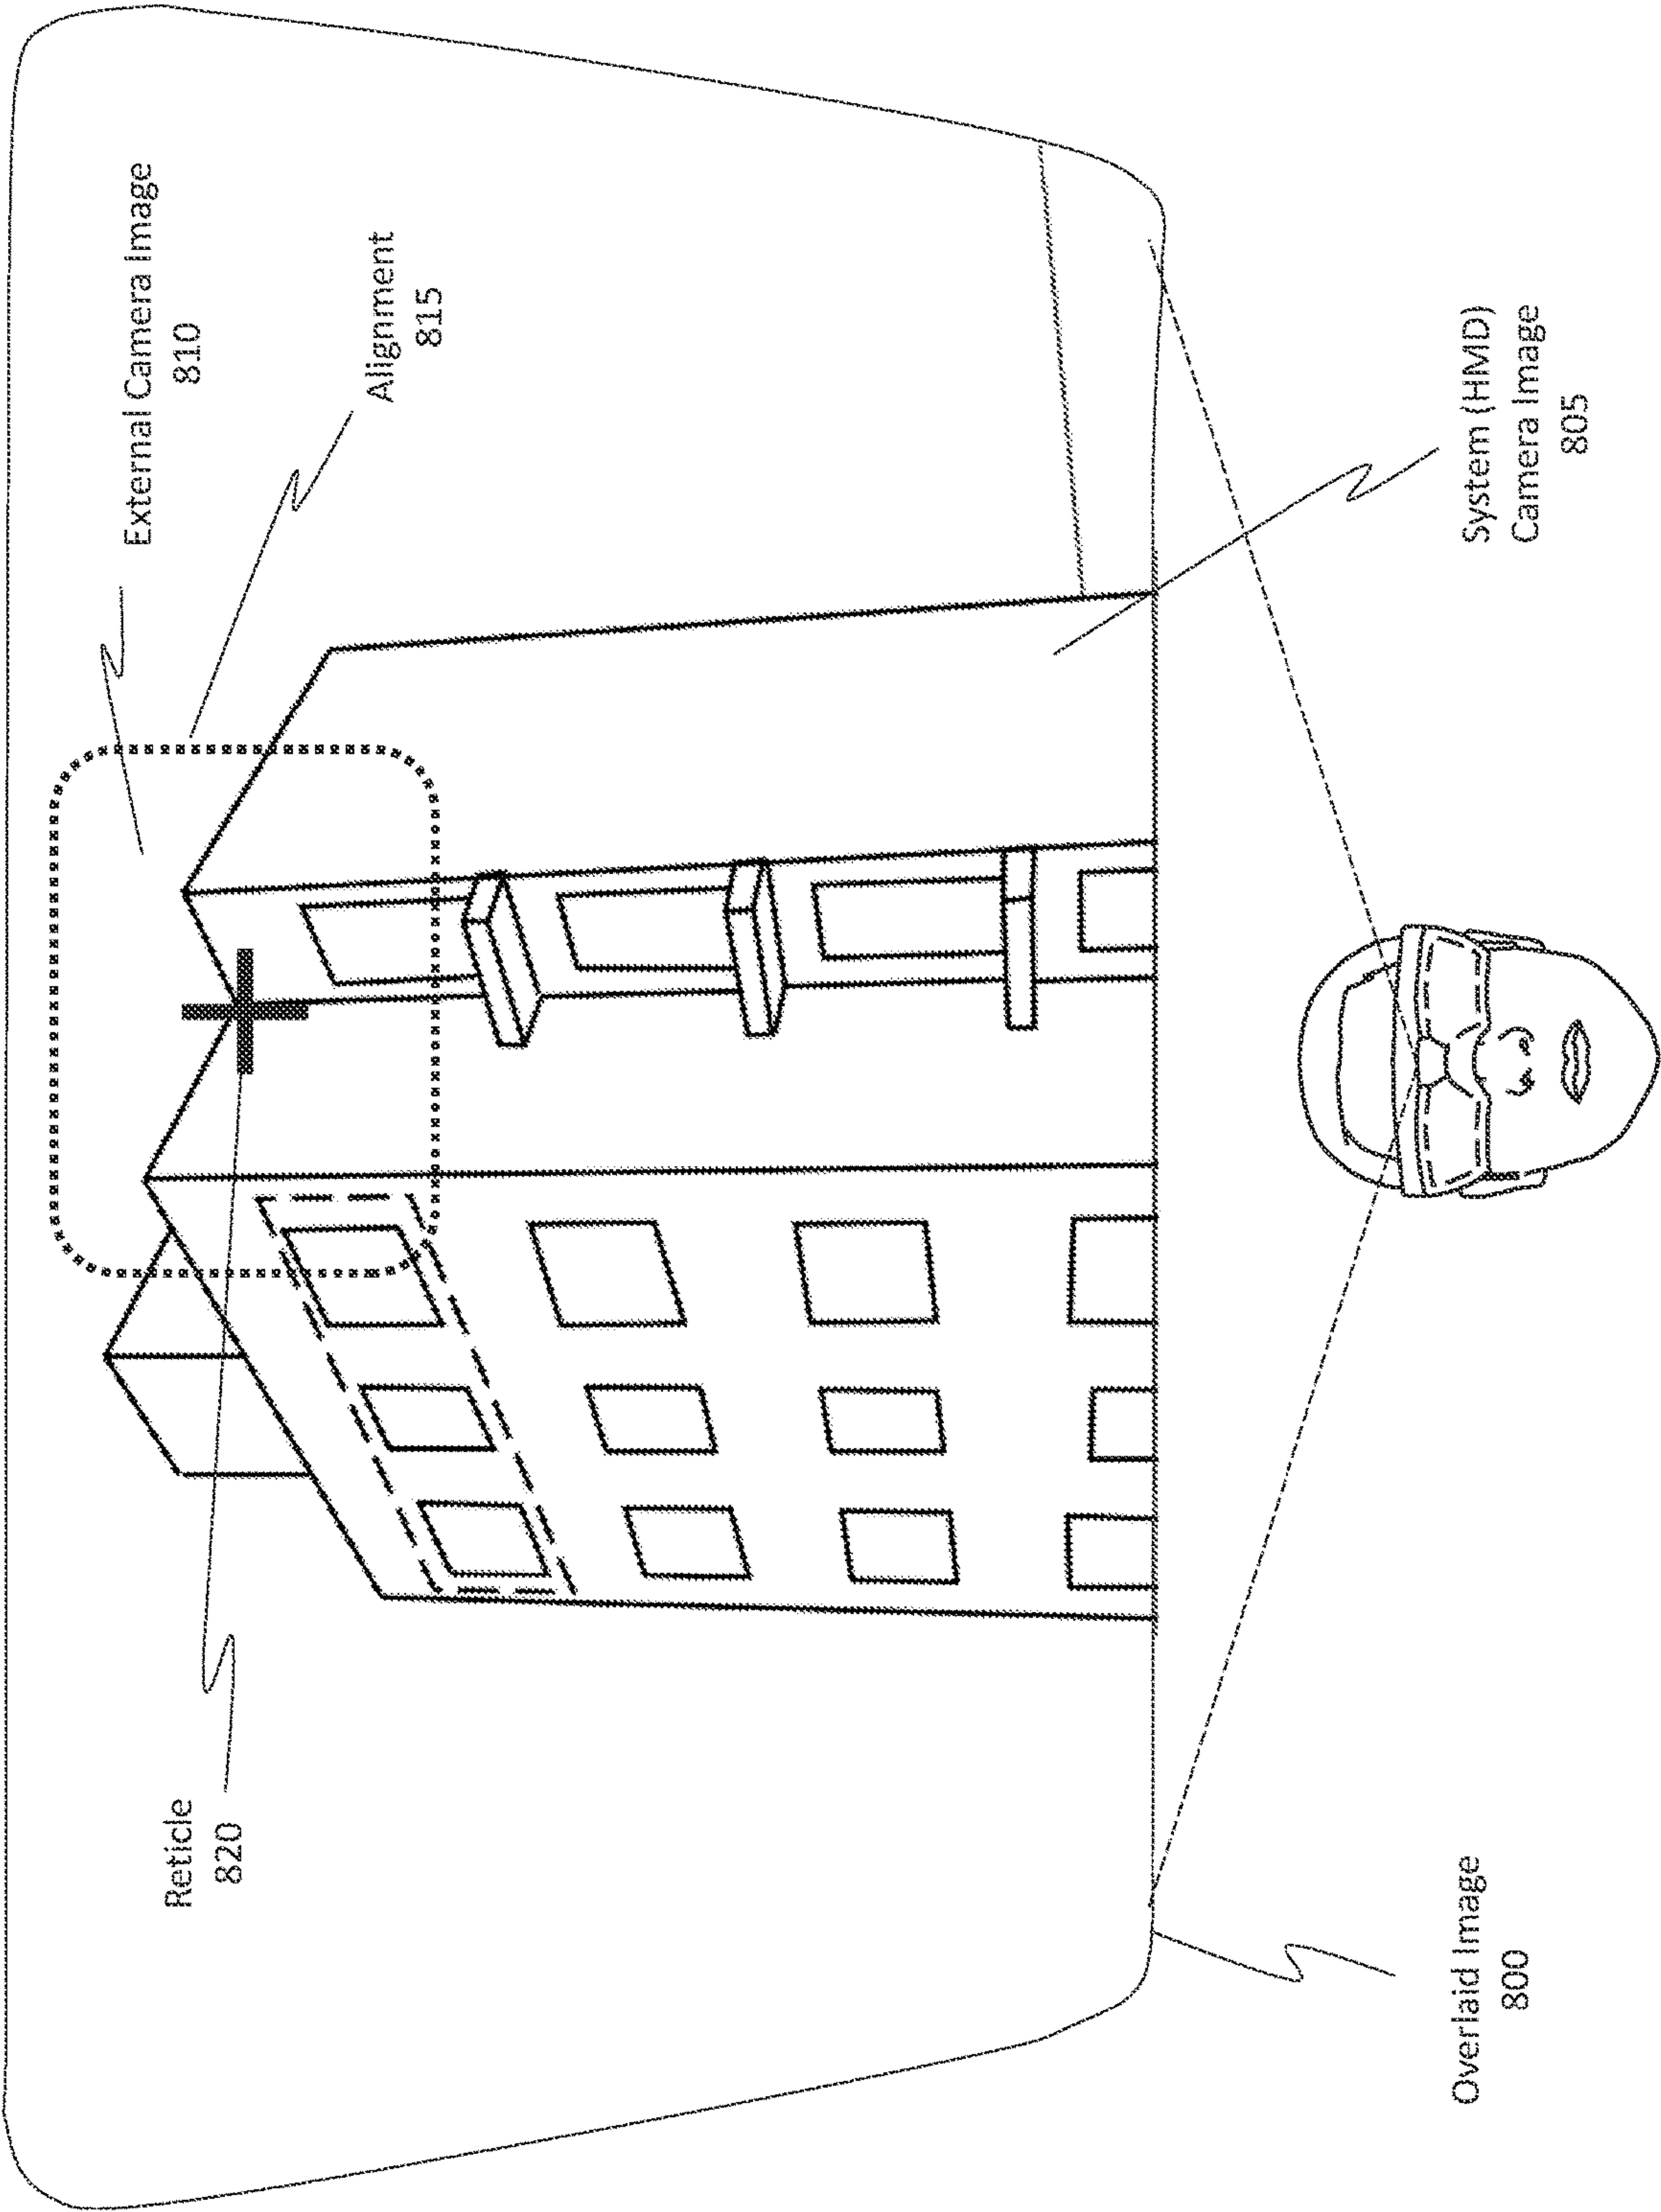 External Camera Image
810
Alignment
815
Reticle
820
System (HMD)
Camera Image
805
Overlaid Image
800